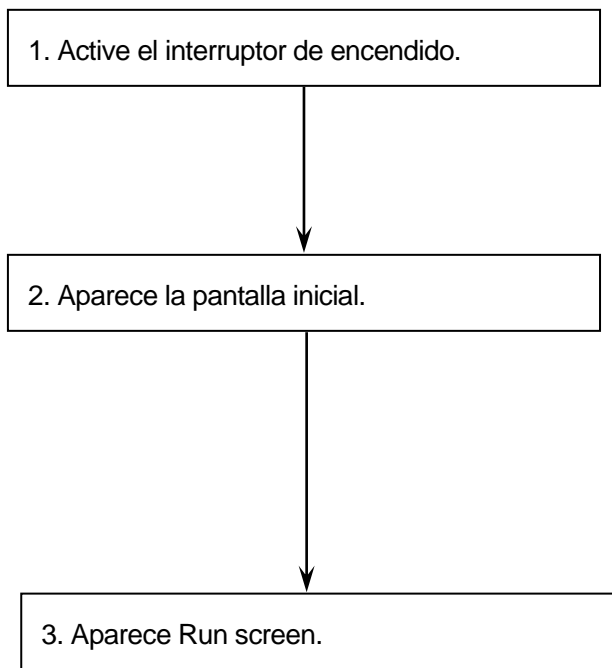 1. Active el interruptor de encendido.
2. Aparece la pantalla inicial.
3. Aparece Run screen.